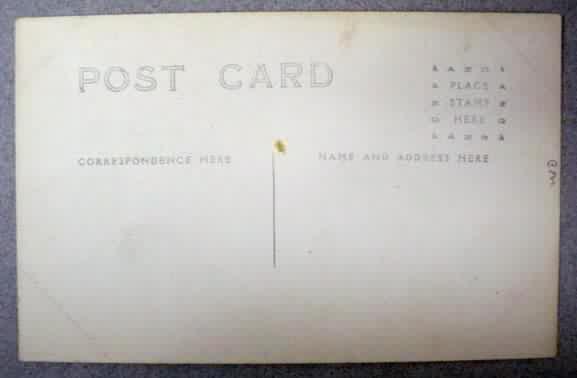 POST CARD
PLACE
STAMP
HERE
CORRESPONDENCE HERE
NAME AND ADDRESS HERE